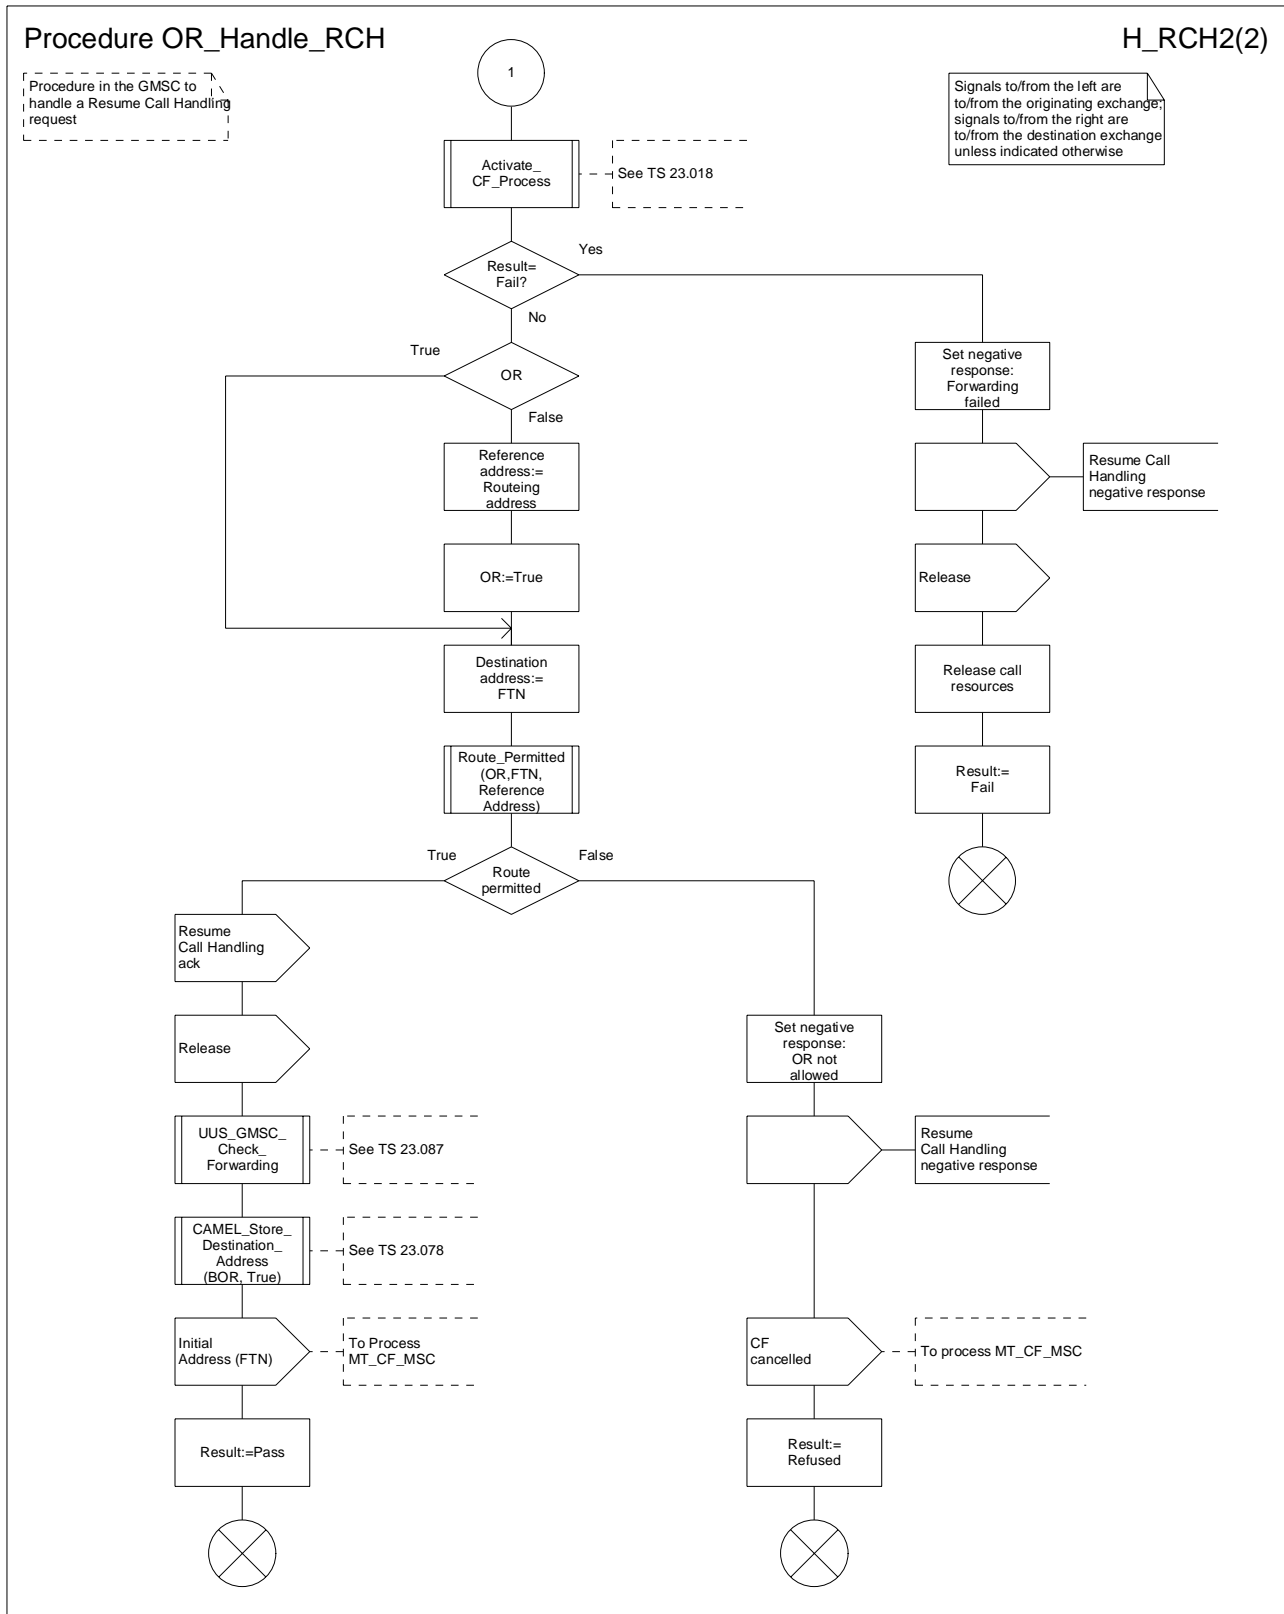 Procedure OR_Handle_RCH
H_RCH2(2)
Procedure in the GMSC to
handle a Resume Call Handling
request
1
Signals to/from the left are
to/from the originating exchange;
signals to/from the right are
to/from the destination exchange
unless indicated otherwise
Activate_
CF_Process
See TS 23.018
Result=
Fail?
Yes
No
True
OR
False
Set negative
response:
Forwarding
failed
Reference
address:=
Routeing
address
Resume Call
Handling
negative response
OR:=True
Release
Destination
address:=
FTN
Release call
resources
Route_Permitted
(OR,FTN,
Reference
Address)
Result:=
Fail
True
False
Route
permitted
Resume
Call Handling
ack
Release
Set negative
response:
OR not
allowed
UUS_GMSC_
Check_
Forwarding
See TS 23.087
Resume
Call Handling
negative response
CAMEL_Store_
Destination_
Address
(BOR, True)
See TS 23.078
Initial
Address (FTN)
To Process
MT_CF_MSC
CF
cancelled
To process MT_CF_MSC
Result:=Pass
Result:=
Refused